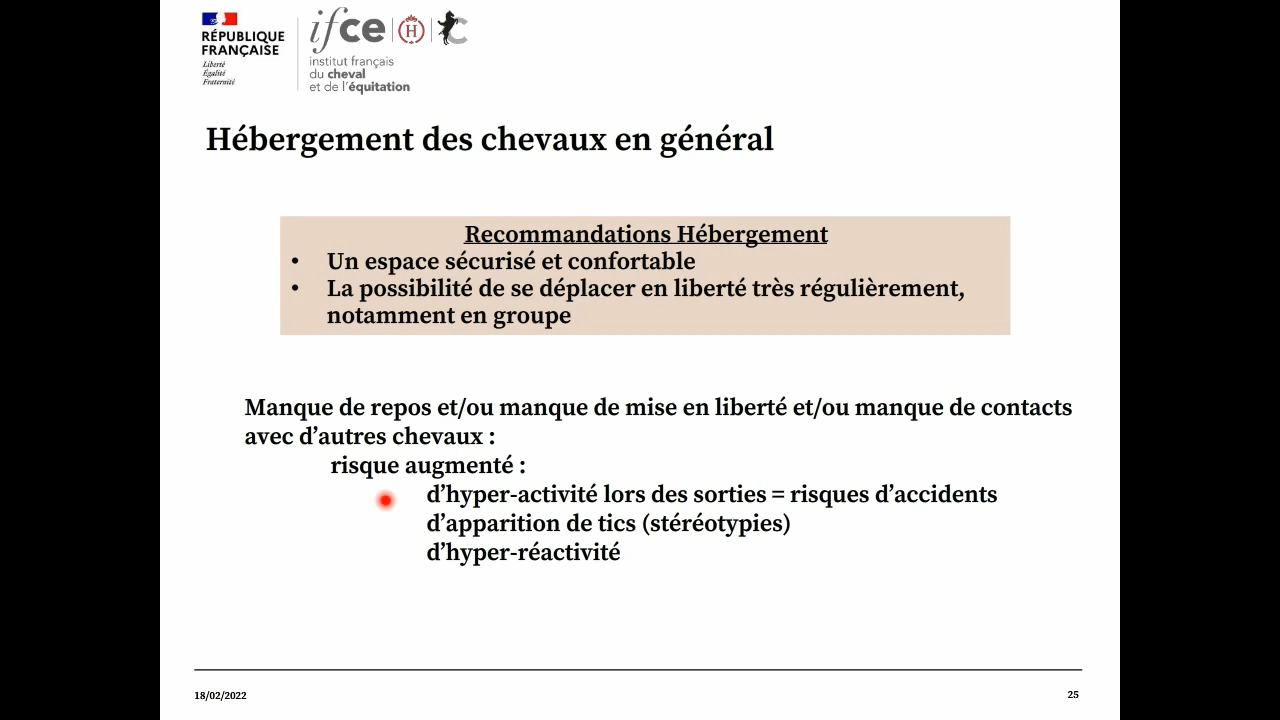 RÉPUBLIQUE
FRANÇAISE
Liberté
Égalité
Fraternité
ifce
H
institut français
du cheval
et de l'équitation
Hébergement des chevaux en général
Recommandations Hébergement
• Un espace sécurisé et confortable
• La possibilité de se déplacer en liberté très régulièrement,
notamment en groupe
Manque de repos et/ou manque de mise en liberté et/ou manque de contacts
avec d’autres chevaux :
risque augmenté :
d’hyper-activité lors des sorties = risques d’accidents
d’apparition de tics (stéréotypies)
d’hyper-réactivité
18/02/2022
25